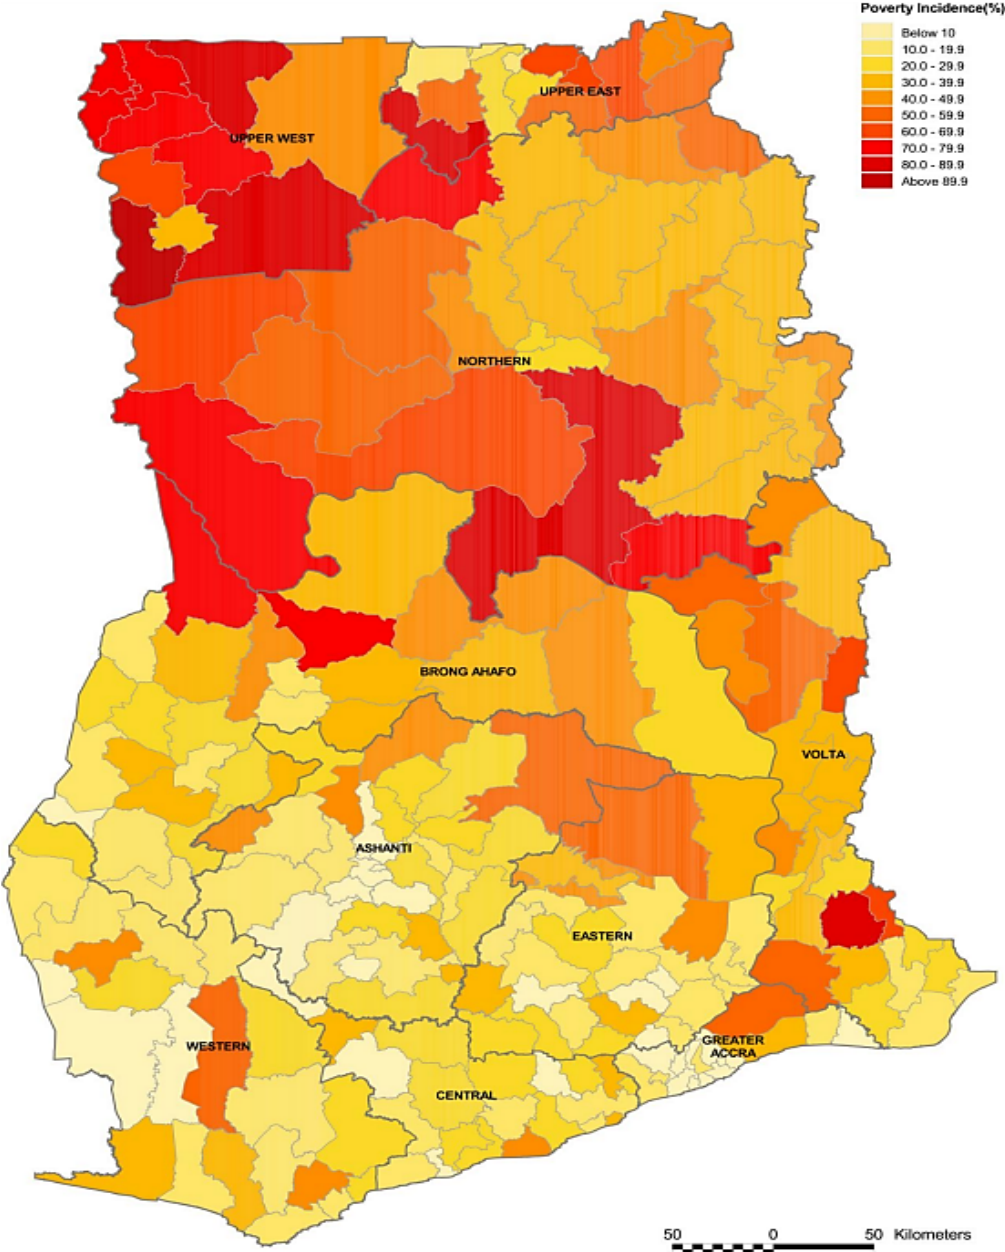 Poverty Incidence(%)
Below 10
10.0 - 19.9
20.0 - 29.9
30.0 - 39.9
40.0 - 49.9
50.0 - 59.9
60.0 - 69.9
70.0 - 79.9
80.0 - 89.9
Above 89.9
UPPER EAST
UPPER WEST
NORTHERN
BRONG AHAFO
VOLTA
ASHANTI
EASTERN
WESTERN
GREATER
ACCRA
CENTRAL
50 0 50 Kilometers